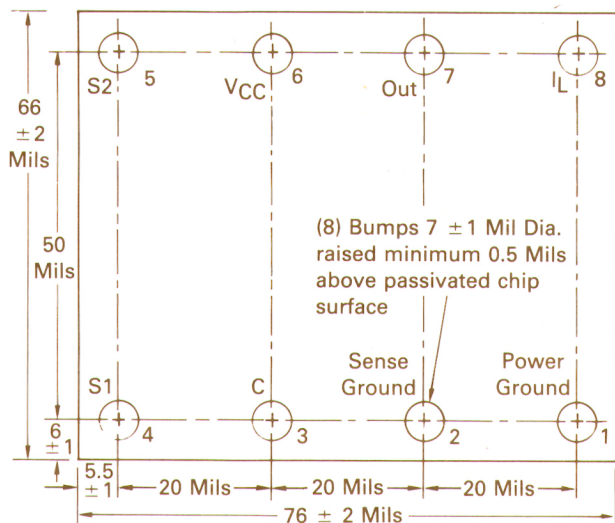 5 6 7 8
S2 VCC Out IL
66
± 2
Mils
50
Mils
(8) Bumps 7 ± 1 Mil Dia.
raised minimum 0.5 Mils
above passivated chip
surface
S1 C Sense
Ground Power
Ground
6
± 1
4 3 2 1
5.5
± 1
20 Mils 20 Mils 20 Mils
76 ± 2 Mils